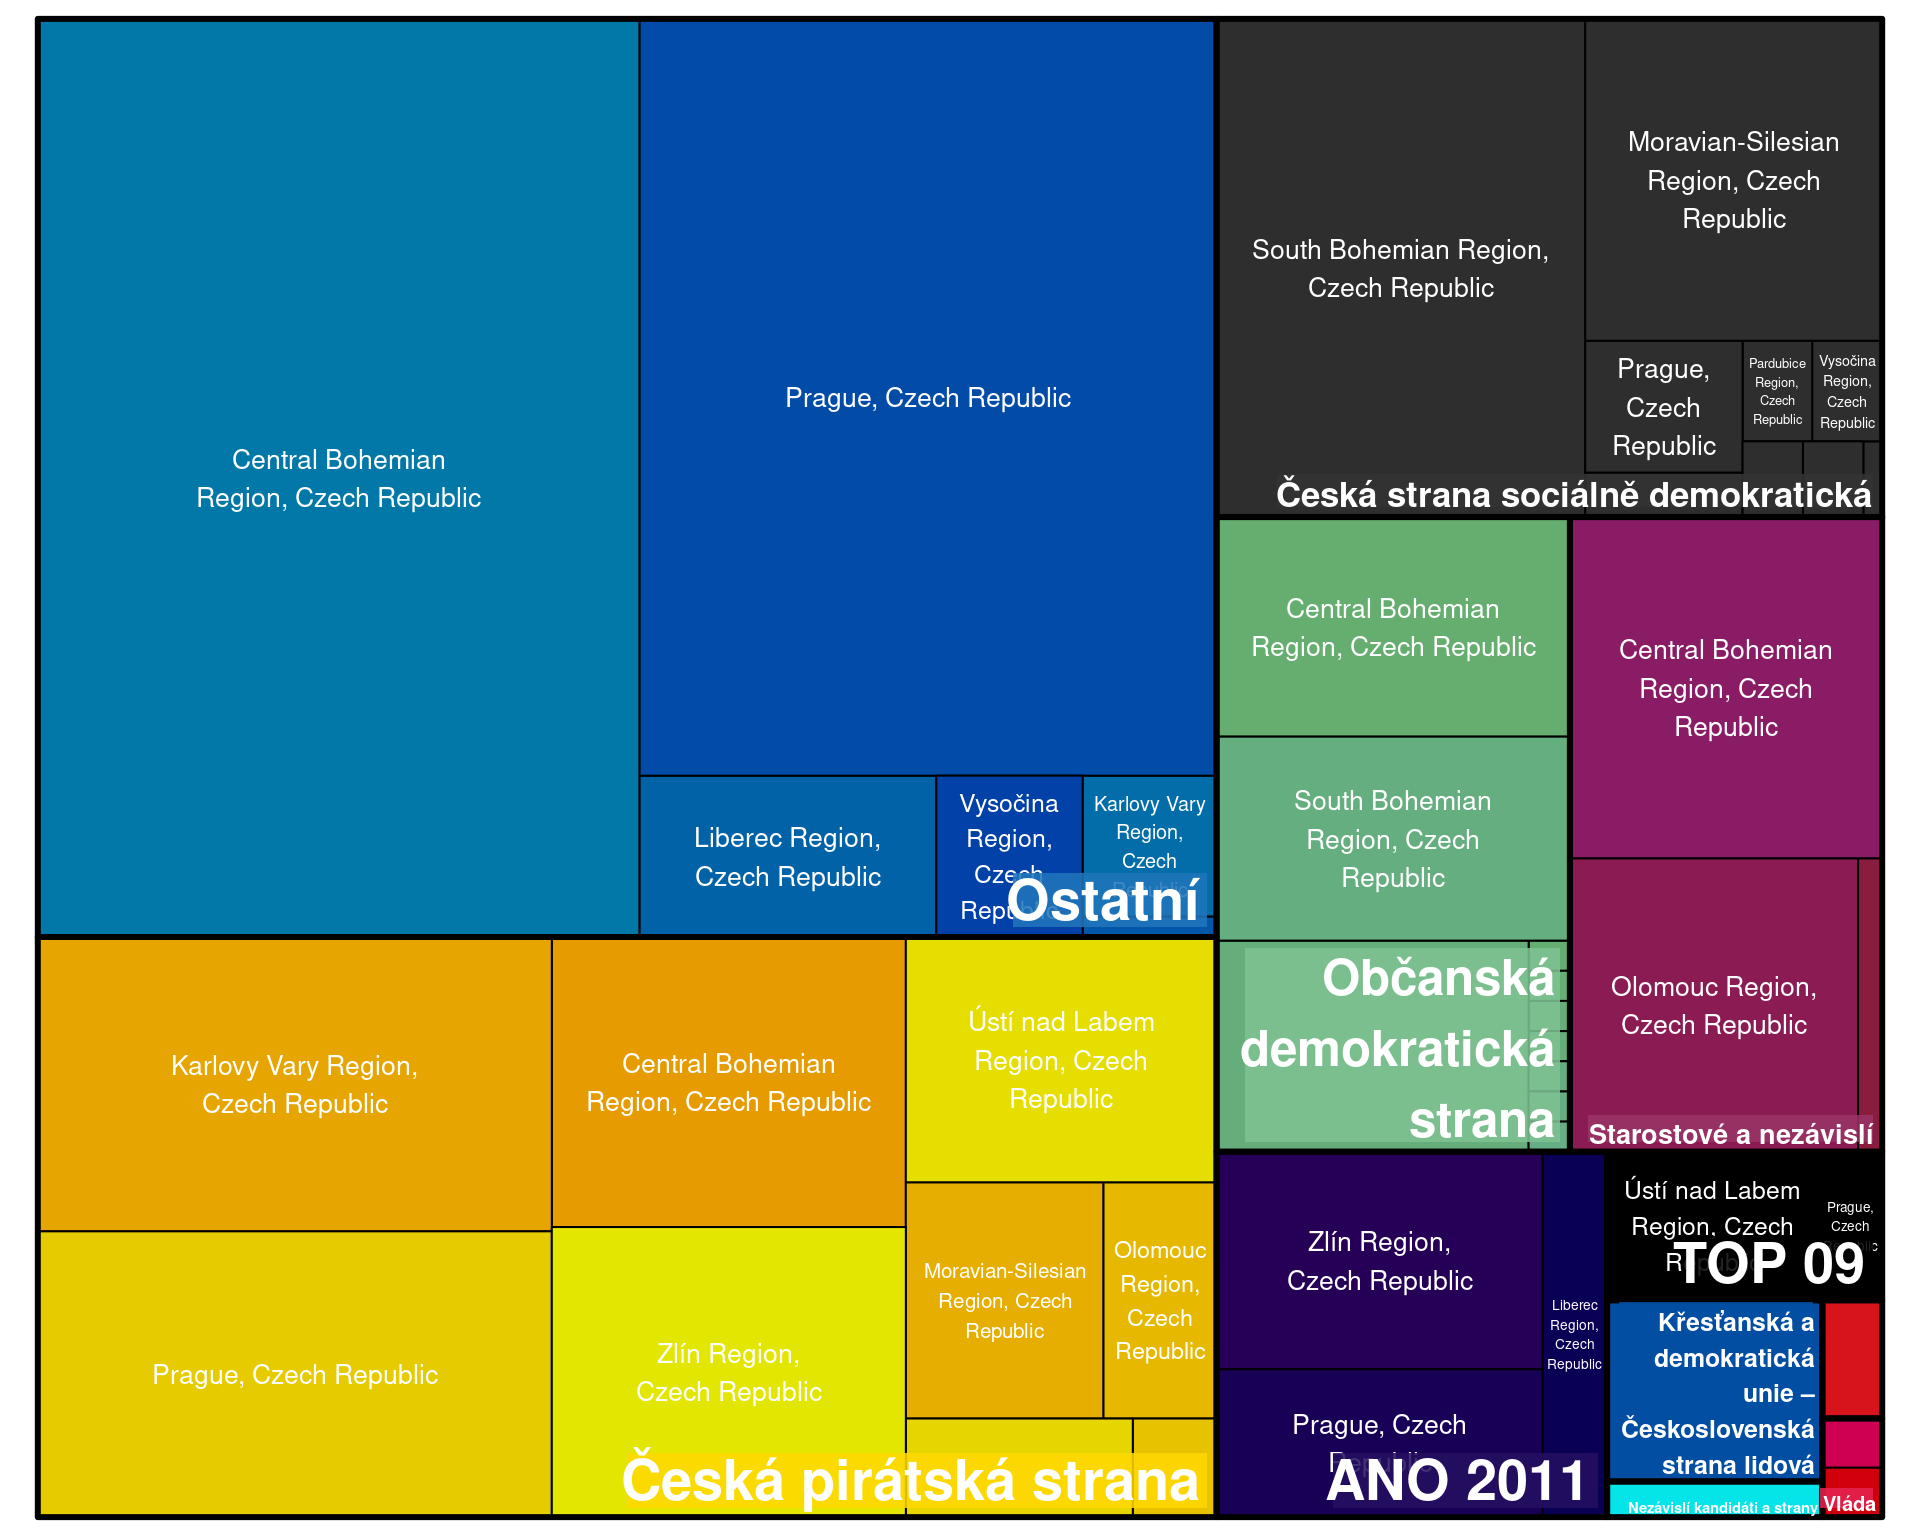 Central Bohemian
Region, Czech Republic
Prague, Czech Republic
Liberec Region,
Czech Republic
Vysočina
Region,
Czech
Republic
Karlovy Vary
Region,
Czech
Republic
Ostatní
South Bohemian Region,
Czech Republic
Moravian-Silesian
Region, Czech
Republic
Prague,
Czech
Republic
Pardubice
Region,
Czech
Republic
Vysočina
Region,
Czech
Republic
Česká strana sociálně demokratická
Central Bohemian
Region, Czech Republic
South Bohemian
Region, Czech
Republic
Občanská
demokratická
strana
Central Bohemian
Region, Czech
Republic
Olomouc Region,
Czech Republic
Starostové a nezávislí
Karlovy Vary Region,
Czech Republic
Prague, Czech Republic
Central Bohemian
Region, Czech Republic
Zlín Region,
Czech Republic
Ústí nad Labem
Region, Czech
Republic
Moravian-Silesian
Region, Czech
Republic
Olomouc
Region,
Czech
Republic
Česká pirátská strana
Zlín Region,
Czech Republic
Prague, Czech
Republic
Liberec
Region,
Czech
Republic
ANO 2011
Ústí nad Labem
Region, Czech
Prague,
Czech
TOP 09
Křesťanská a
demokratická
unie –
Československá
strana lidová
Nezávislí kandidáti a strany
Vláda